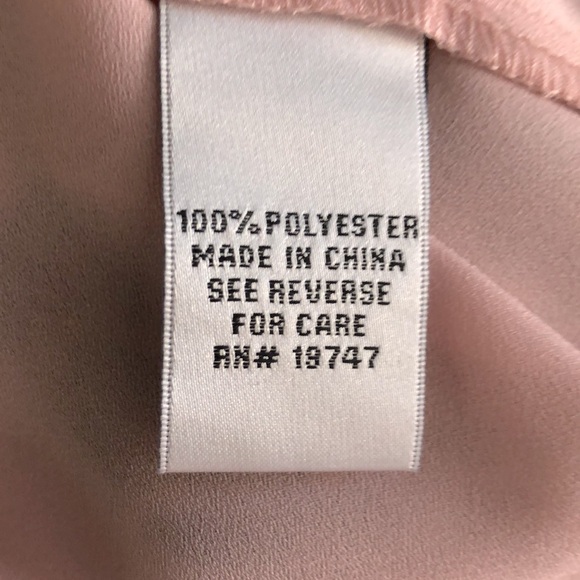 100% POLYESTER
MADE IN CHINA
SEE REVERSE
FOR CARE
RN# 19747